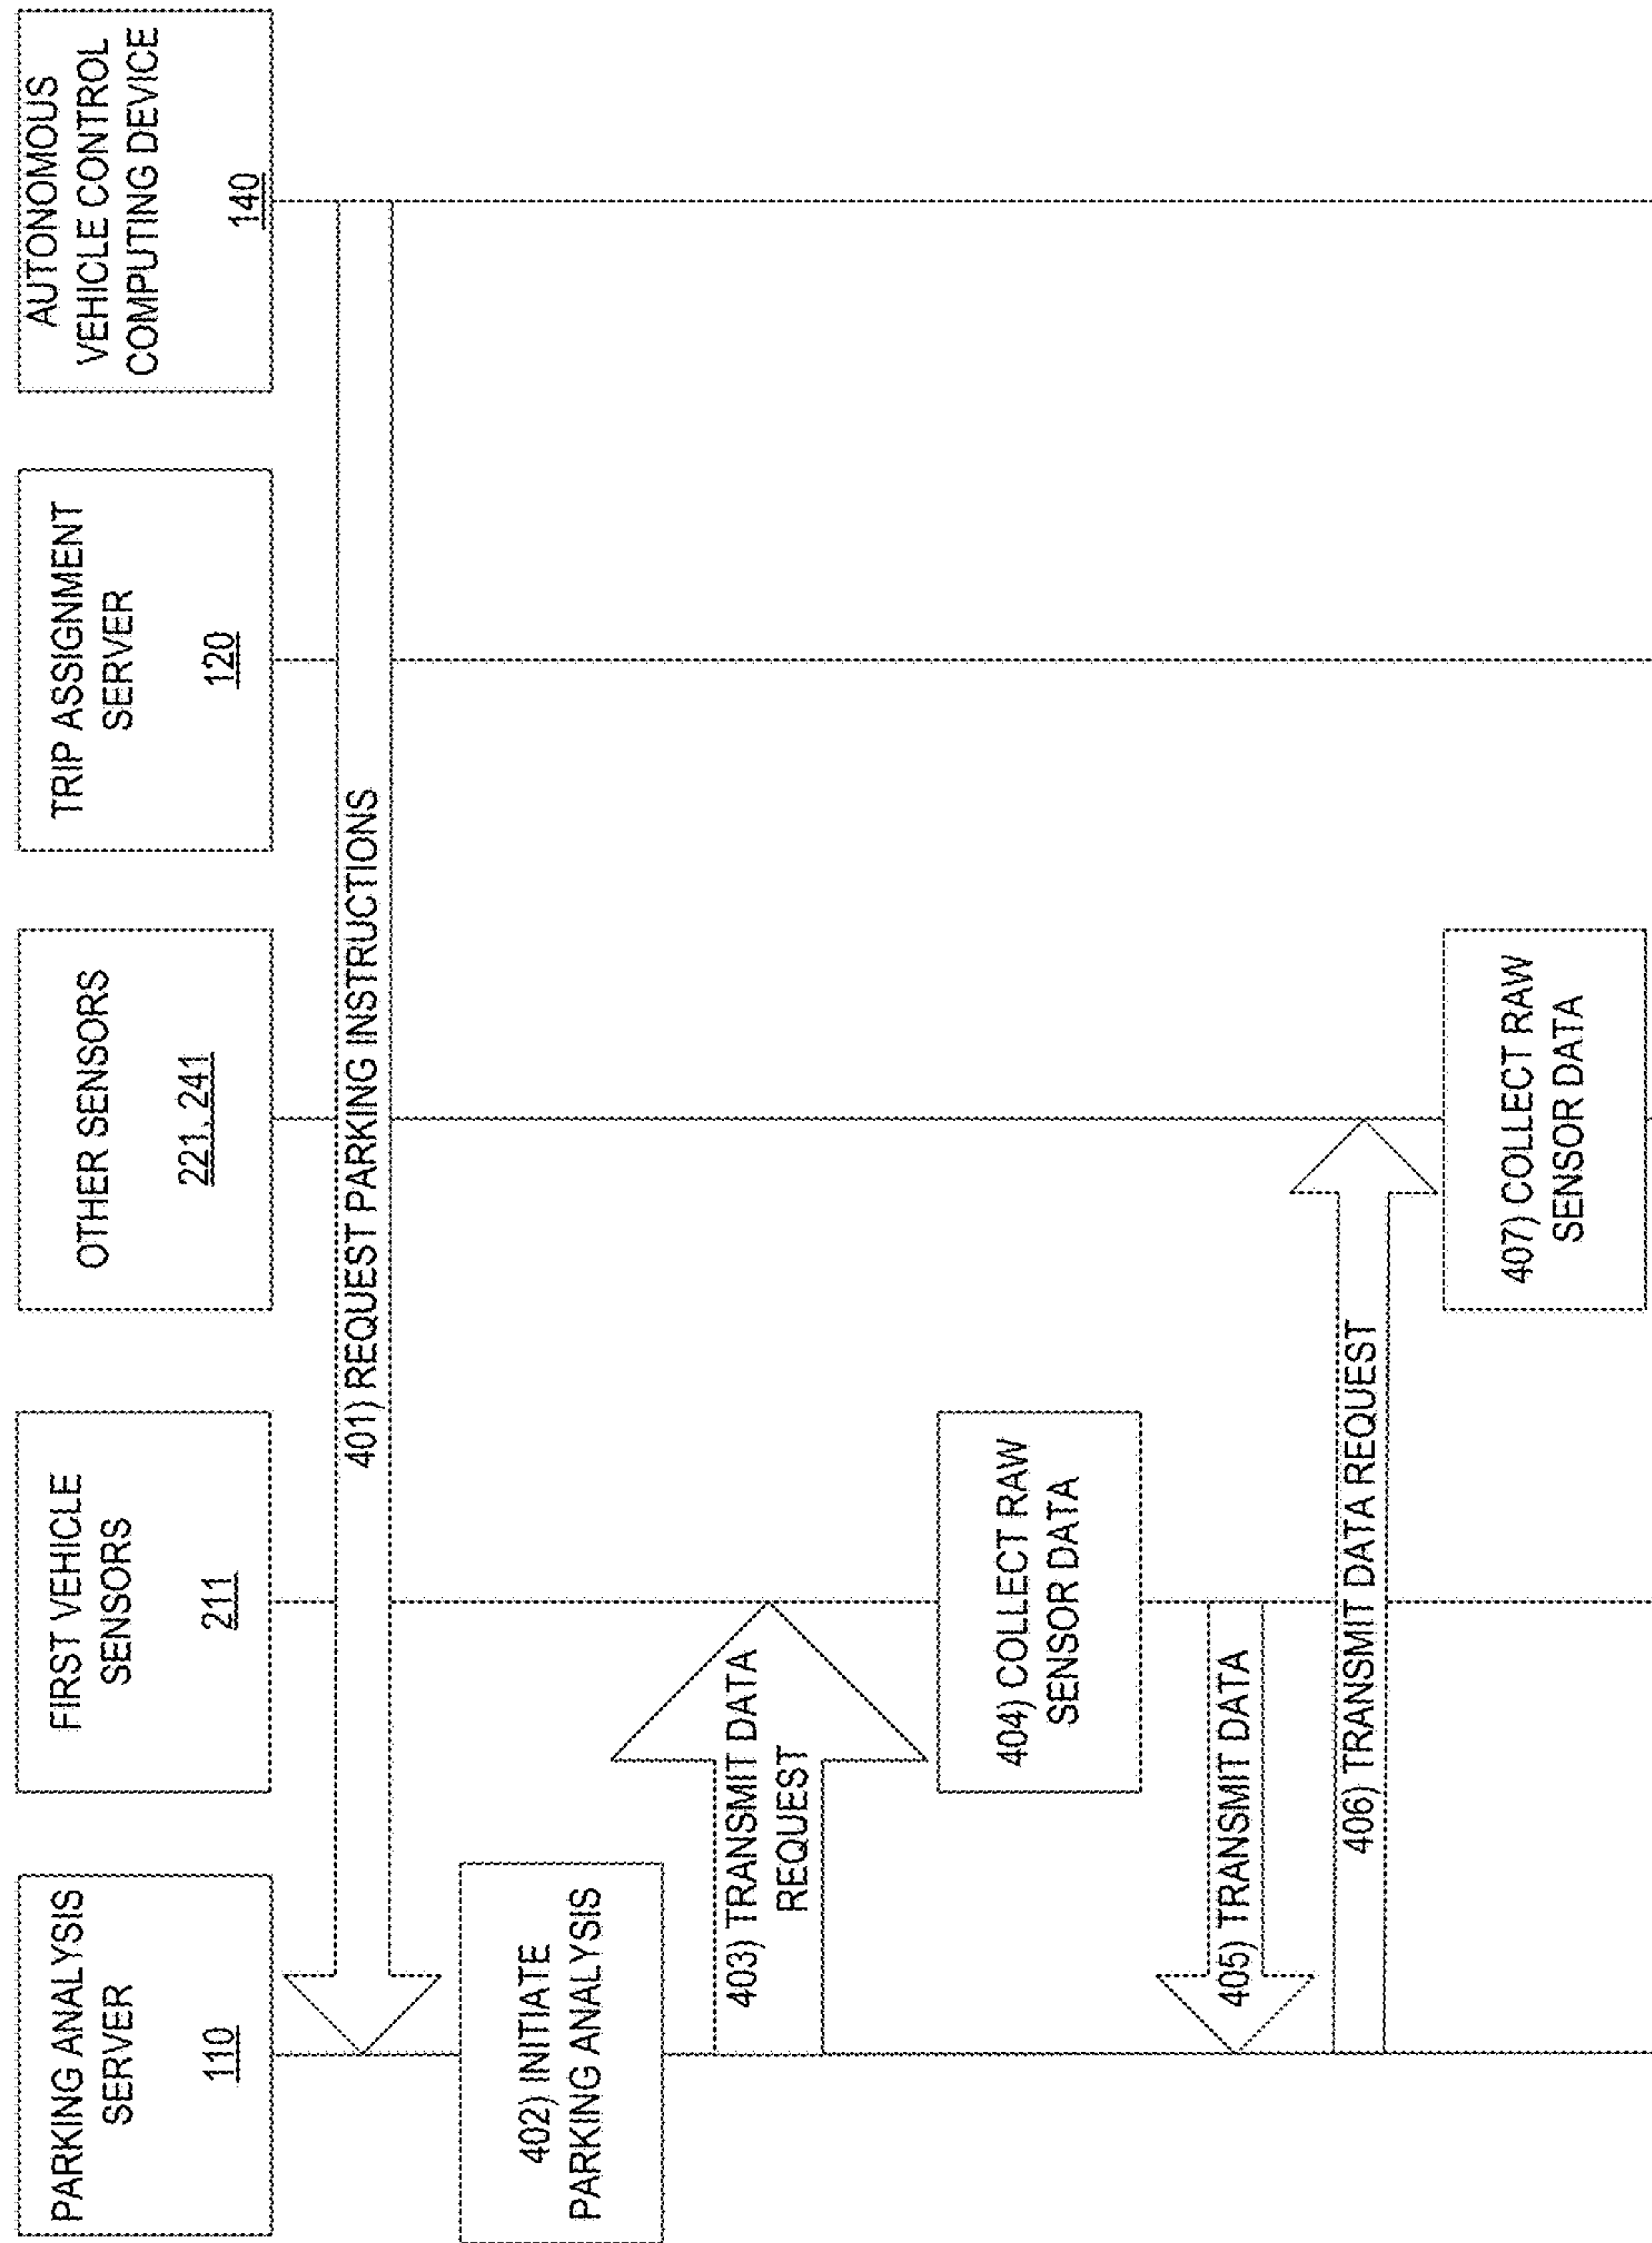 PARKING ANALYSIS
SERVER
110
FIRST VEHICLE
SENSORS
211
OTHER SENSORS
221, 241
TRIP ASSIGNMENT
SERVER
120
AUTONOMOUS
VEHICLE CONTROL
COMPUTING DEVICE
140
401) REQUEST PARKING INSTRUCTIONS
402) INITIATE
PARKING ANALYSIS
403) TRANSMIT DATA
REQUEST
404) COLLECT RAW
SENSOR DATA
405) TRANSMIT DATA
406) TRANSMIT DATA REQUEST
407) COLLECT RAW
SENSOR DATA